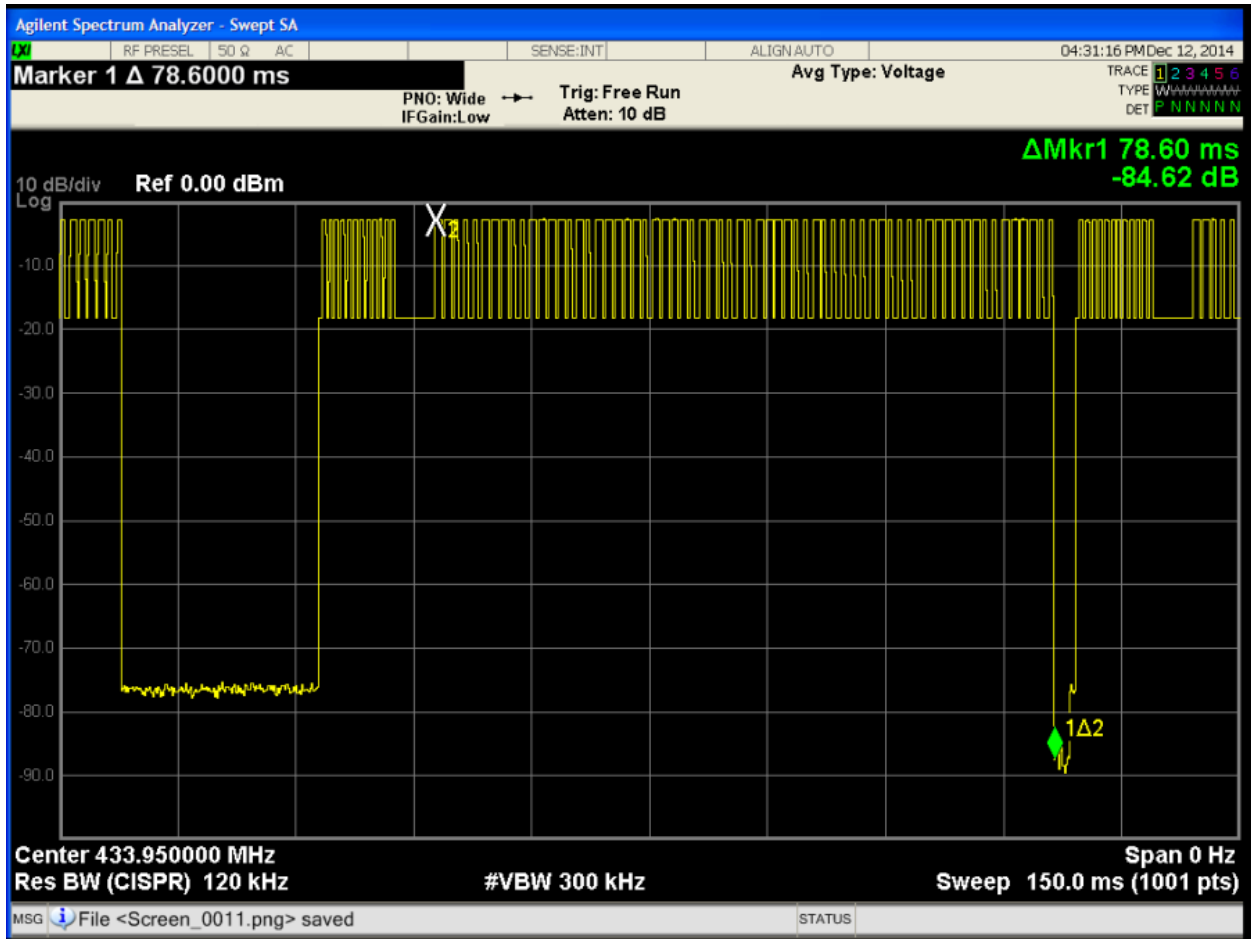 Agilent Spectrum Analyzer - Swept SA
LXI RF PRESEL 50 Ω AC SENSE:INT ALIGNAUTO 04:31:16 PM Dec 12, 2014
Marker 1 Δ 78.6000 ms
PNO: Wide
IFGain:Low
Trig: Free Run
Atten: 10 dB
Avg Type: Voltage
TRACE 1 2 3 4 5 6
TYPE WWWWWWW
DET P N N N N N
ΔMkr1 78.60 ms
-84.62 dB
10 dB/div Ref 0.00 dBm
Log
2
-10.0
-20.0
-30.0
-40.0
-50.0
-60.0
-70.0
-80.0
-90.0
1Δ2
Center 433.950000 MHz Span 0 Hz
Res BW (CISPR) 120 kHz #VBW 300 kHz Sweep 150.0 ms (1001 pts)
MSG File <Screen_0011.png> saved STATUS